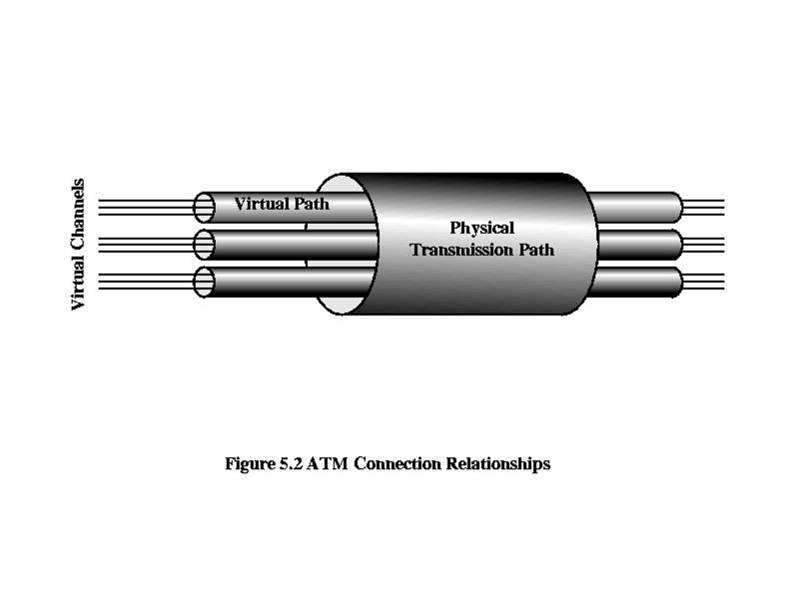 Virtual Channels
Virtual Path
Physical
Transmission Path
Figure 5.2 ATM Connection Relationships